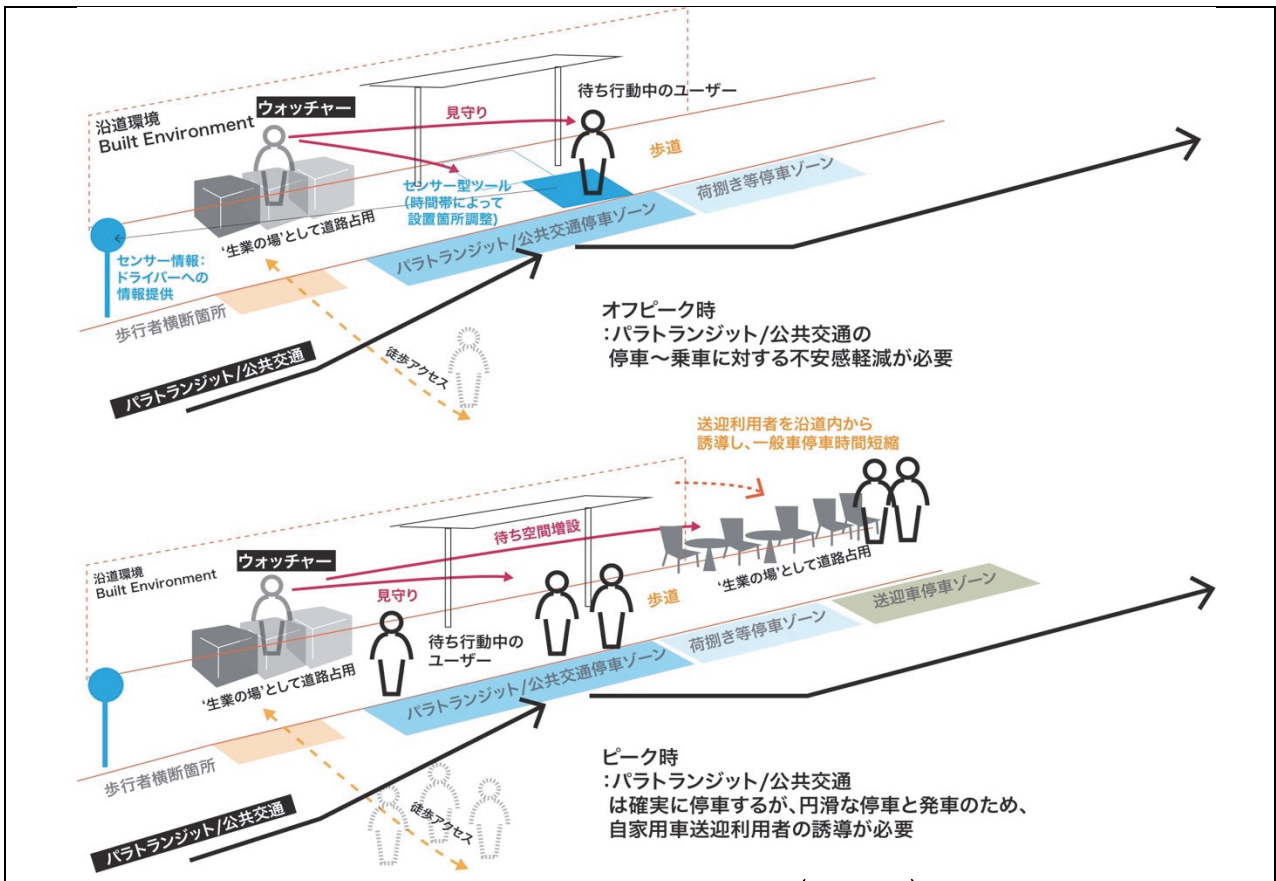 沿道環境
Built Environment
ウォッチャー
見守り
待ち行動中のユーザー
歩道
センサー型ツール
(時間帯によって
設置箇所調整)
荷捌き等停車ゾーン
'生業の場'として道路占用
パラトランジット/公共交通停車ゾーン
センサー情報:
ドライバーへの
情報提供
歩行者横断箇所
徒歩アクセス
パラトランジット/公共交通
オフピーク時
:パラトランジット/公共交通の
停車~乗車に対する不安感軽減が必要
送迎利用者を沿道内から
誘導し、一般車停車時間短縮
待ち空間増設
ウォッチャー
沿道環境
Built Environment
見守り
'生業の場'として道路占用
歩道
送迎車停車ゾーン
待ち行動中の
ユーザー
荷捌き等停車ゾーン
'生業の場'として道路占用
パラトランジット/公共交通停車ゾーン
歩行者横断箇所
徒歩アクセス
パラトランジット/公共交通
ピーク時
:パラトランジット/公共交通
は確実に停車するが、円滑な停車と発車のため、
自家用車送迎利用者の誘導が必要